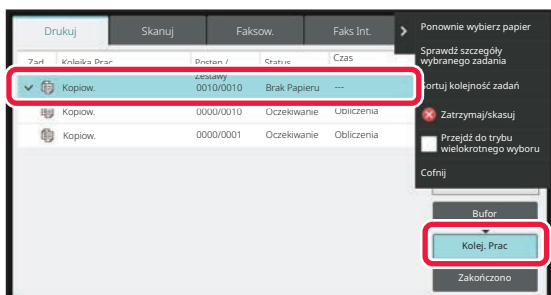 Drukuj
Skanuj
Faksow.
Faks Int.
Zad. Kolejka Prac Postęp / Zestawy Status Czas
Kopiow. 0010/0010 Brak Papieru ---
Kopiow. 0000/0010 Oczekiwanie Obliczenia
Kopiow. 0000/0001 Oczekiwanie Obliczenia
Ponownie wybierz papier
Sprawdź szczegóły
wybranego zadania
Sortuj kolejność zadań
Zatrzymaj/skasuj
Przejdź do trybu
wielokrotnego wyboru
Cofnij
Bufor
Kolej. Prac
Zakończono